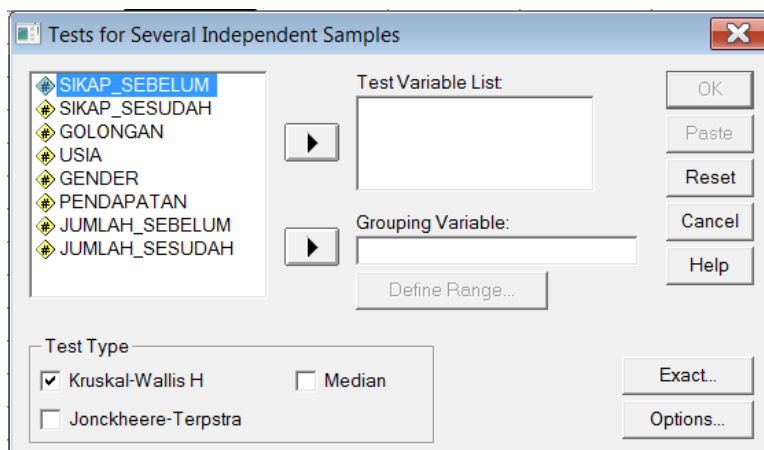 Tests for Several Independent Samples
SIKAP_SEBELUM
SIKAP_SESUDAH
GOLONGAN
USIA
GENDER
PENDAPATAN
JUMLAH_SEBELUM
JUMLAH_SESUDAH
Test Variable List:
Grouping Variable:
Define Range...
OK
Paste
Reset
Cancel
Help
Test Type
Kruskal-Wallis H
Median
Jonckheere-Terpstra
Exact...
Options...